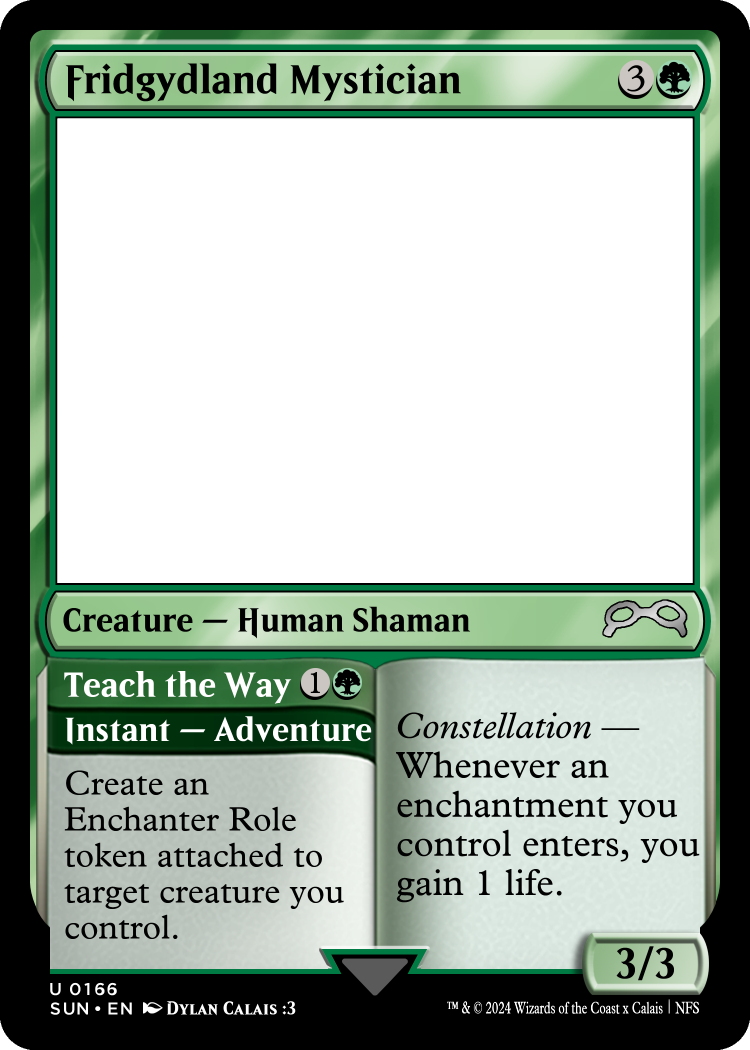 Fridgydland Mystician 3
Creature — Human Shaman
Teach the Way 1
Instant — Adventure
Create an
Enchanter Role
token attached to
target creature you
control.
Constellation —
Whenever an
enchantment you
control enters, you
gain 1 life.
3/3
U 0166
SUN • EN DYLAN CALAIS :3
™ & © 2024 Wizards of the Coast x Calais | NFS